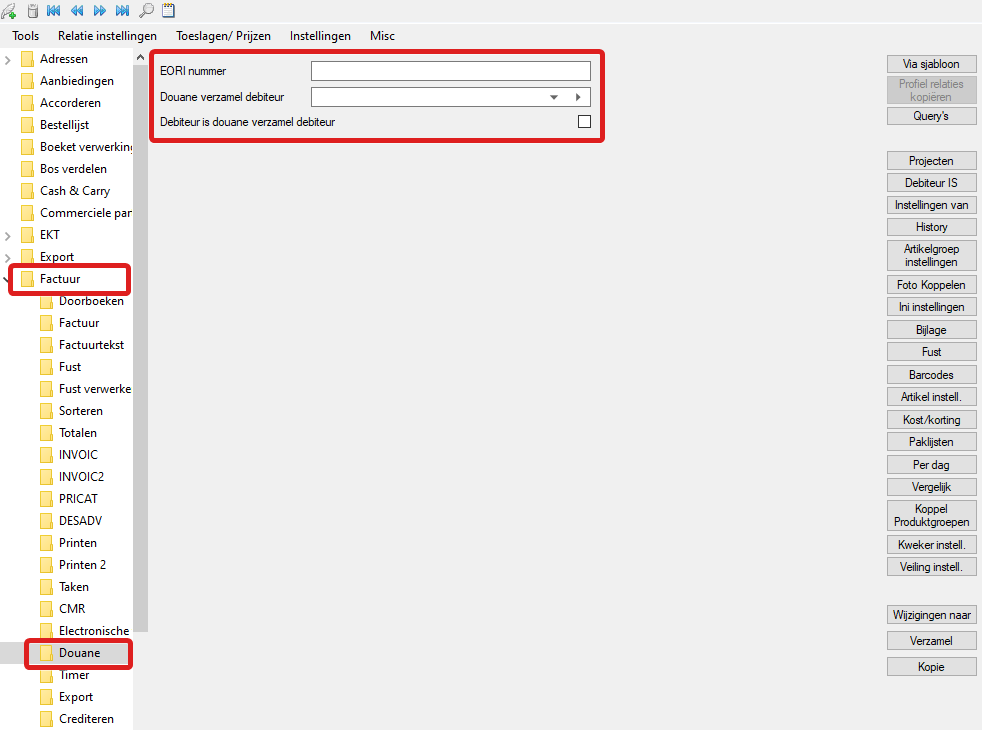 Tools Relatie instellingen Toeslagen/ Prijzen Instellingen Misc
Adressen
Aanbiedingen
Accorderen
Bestellijst
Boeket verwerking
Bos verdelen
Cash & Carry
Commerciele par
EKT
Export
Factuur
Doorboeken
Factuur
Factuurtekst
Fust
Fust verwerke
Sorteren
Totalen
INVOIC
INVOIC2
PRICAT
DESADV
Printen
Printen 2
Taken
CMR
Electronische
Douane
Timer
Export
Crediteren
EORI nummer
Douane verzamel debiteur
Debiteur is douane verzamel debiteur
Via sjabloon
Profiel relaties
kopiëren
Query's
Projecten
Debiteur IS
Instellingen van
History
Artikelgroep
instellingen
Foto Koppelen
Ini instellingen
Bijlage
Fust
Barcodes
Artikel instell.
Kost/korting
Paklijsten
Per dag
Vergelijk
Koppel
Produktgroepen
Kweker instell.
Veiling instell.
Wijzigingen naar
Verzamel
Kopie